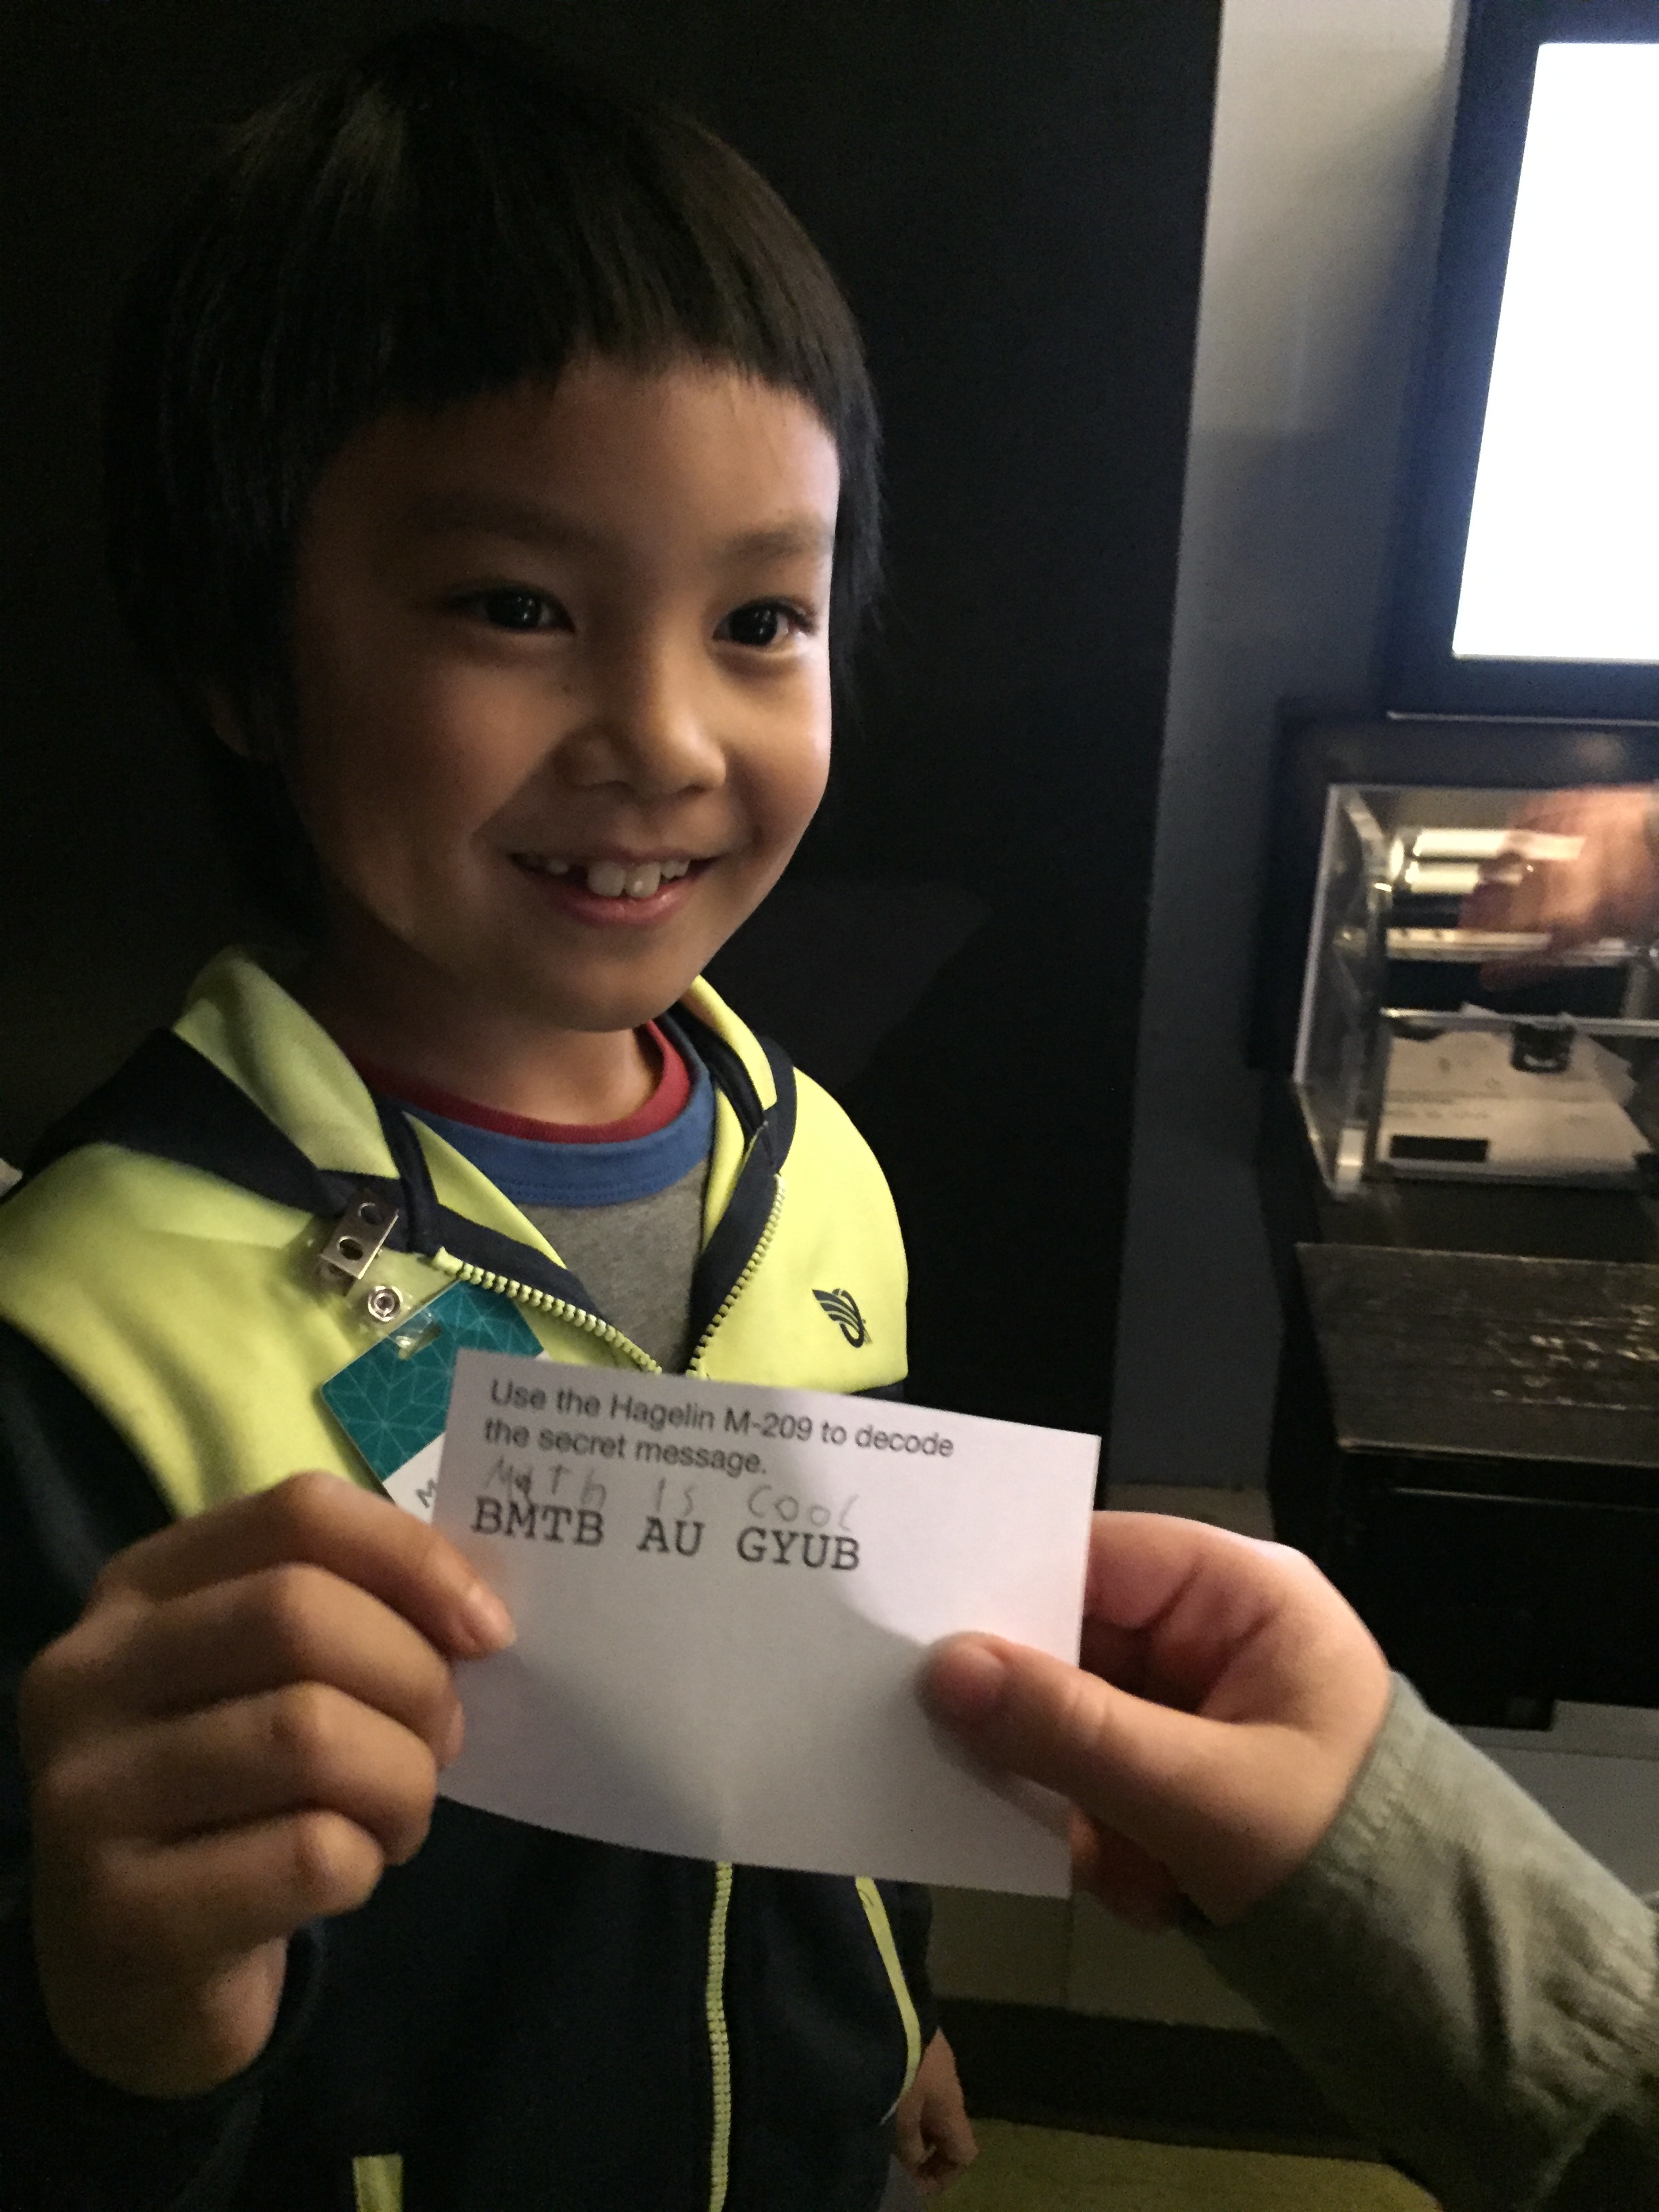 Use the Hagelin M-209 to decode
the secret message.
MaTh is COOl
BMTB AU GYUB